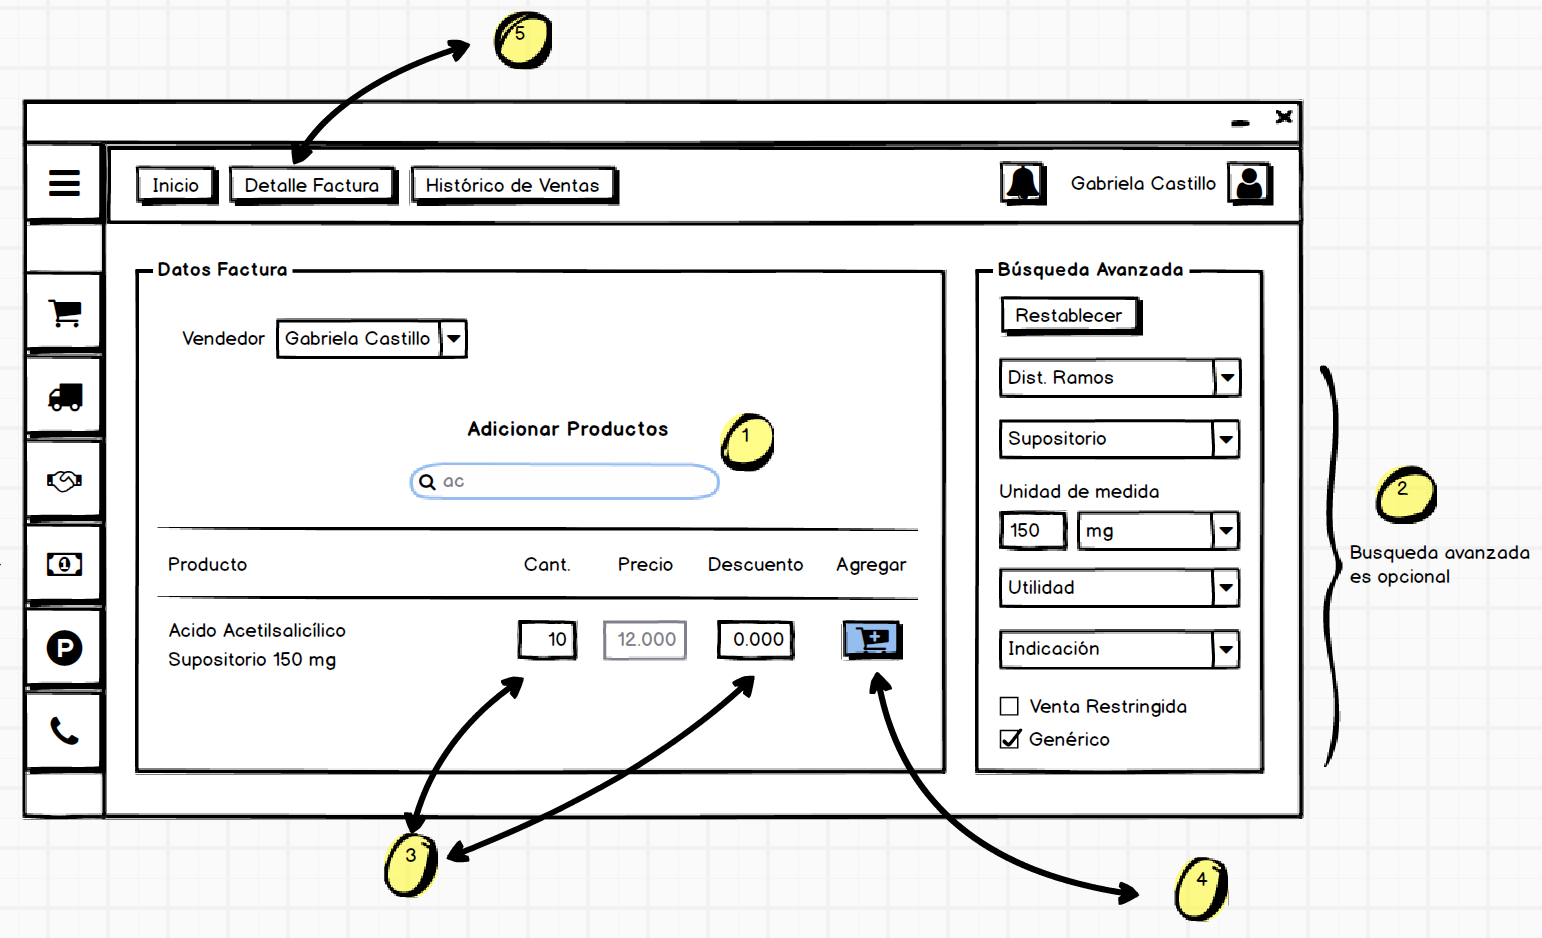 5
Inicio
Detalle Factura
Histórico de Ventas
Gabriela Castillo
Datos Factura
Vendedor
Gabriela Castillo
Adicionar Productos
1
ac
Producto
Cant.
Precio
Descuento
Agregar
Acido Acetilsalicílico
Supositorio 150 mg
10
12.000
0.000
Búsqueda Avanzada
Restablecer
Dist. Ramos
Supositorio
Unidad de medida
150
mg
Utilidad
Indicación
Venta Restringida
Genérico
2
Busqueda avanzada
es opcional
1
P
3
4